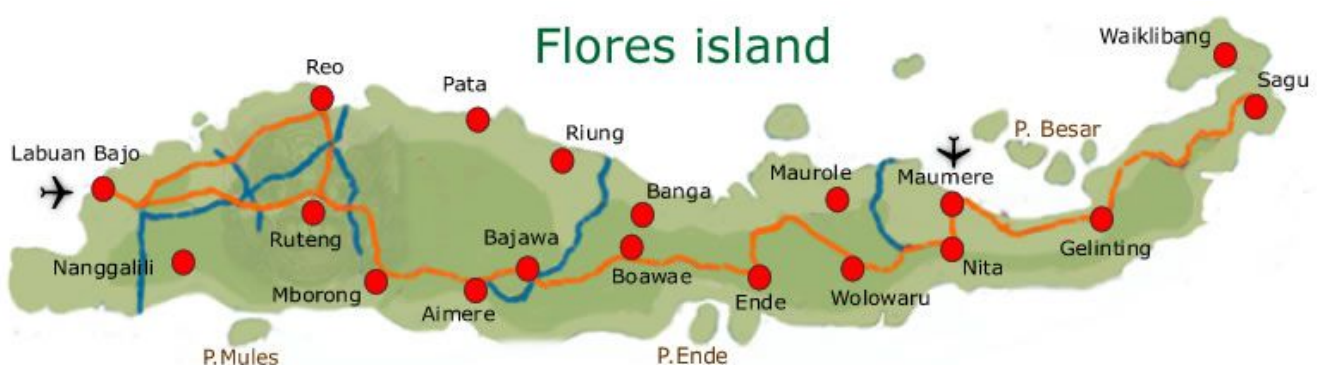 Flores island
Waiklibang
Sagu
Reo
Pata
Riung
P. Besar
Labuan Bajo
Maurole
Maumere
Banga
Ruteng
Bajawa
Gelinting
Nanggalili
Boawae
Nita
Mborong
Aimere
Ende
Wolowaru
P.Mules
P.Ende